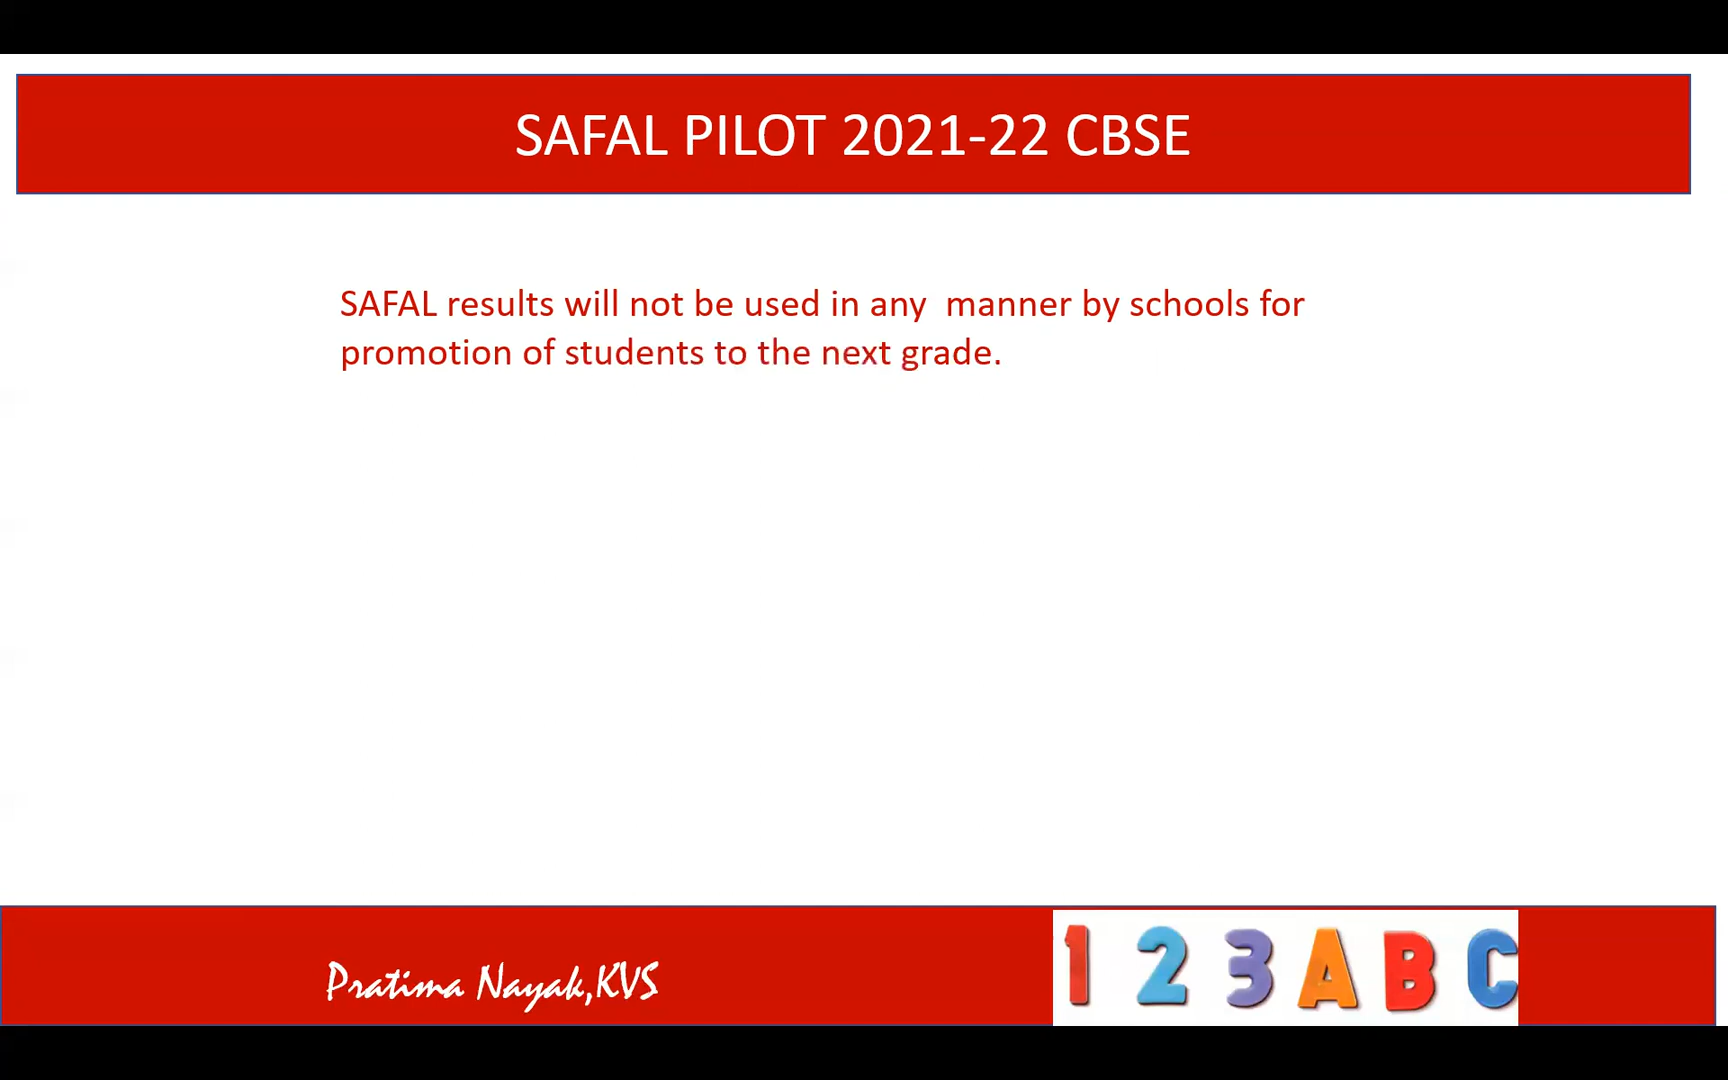 SAFAL PILOT 2021-22 CBSE
SAFAL results will not be used in any manner by schools for
promotion of students to the next grade.
Pratima Nayak,KVS
1 2 3 A B C